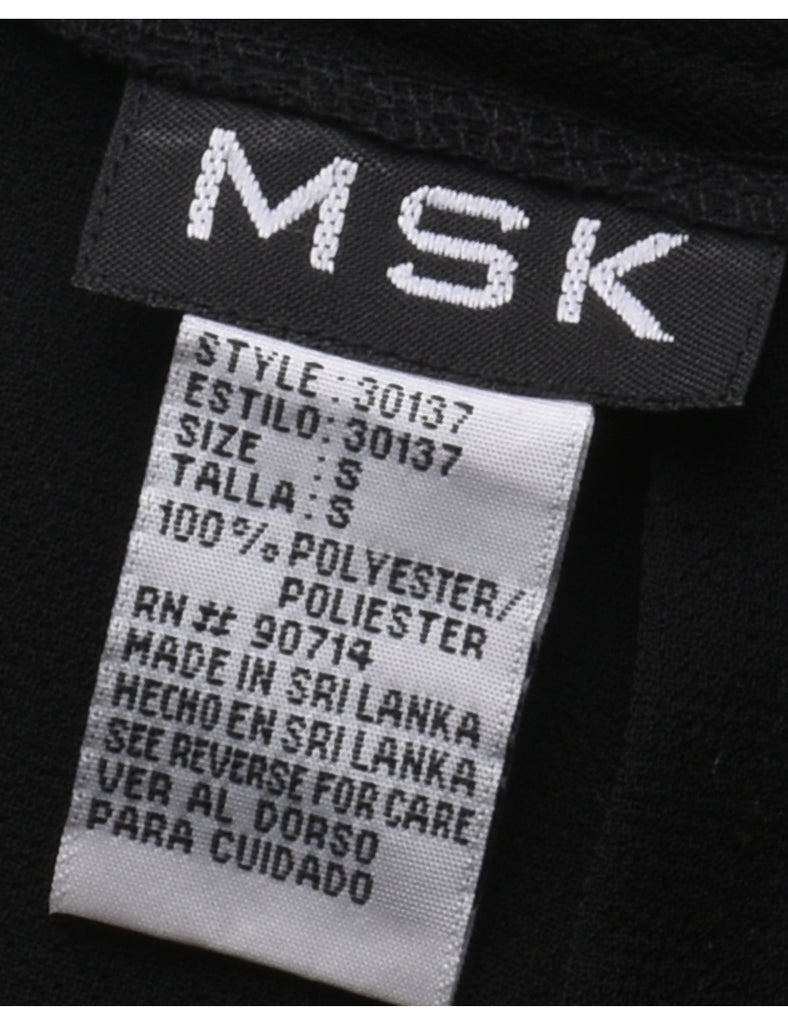 MSK
STYLE : 30137
ESTILO: 30137
SIZE : S
TALLA : S
100% POLYESTER/
POLIESTER
RN # 90714
MADE IN SRI LANKA
HECHO EN SRI LANKA
SEE REVERSE FOR CARE
VER AL DORSO
PARA CUIDADO